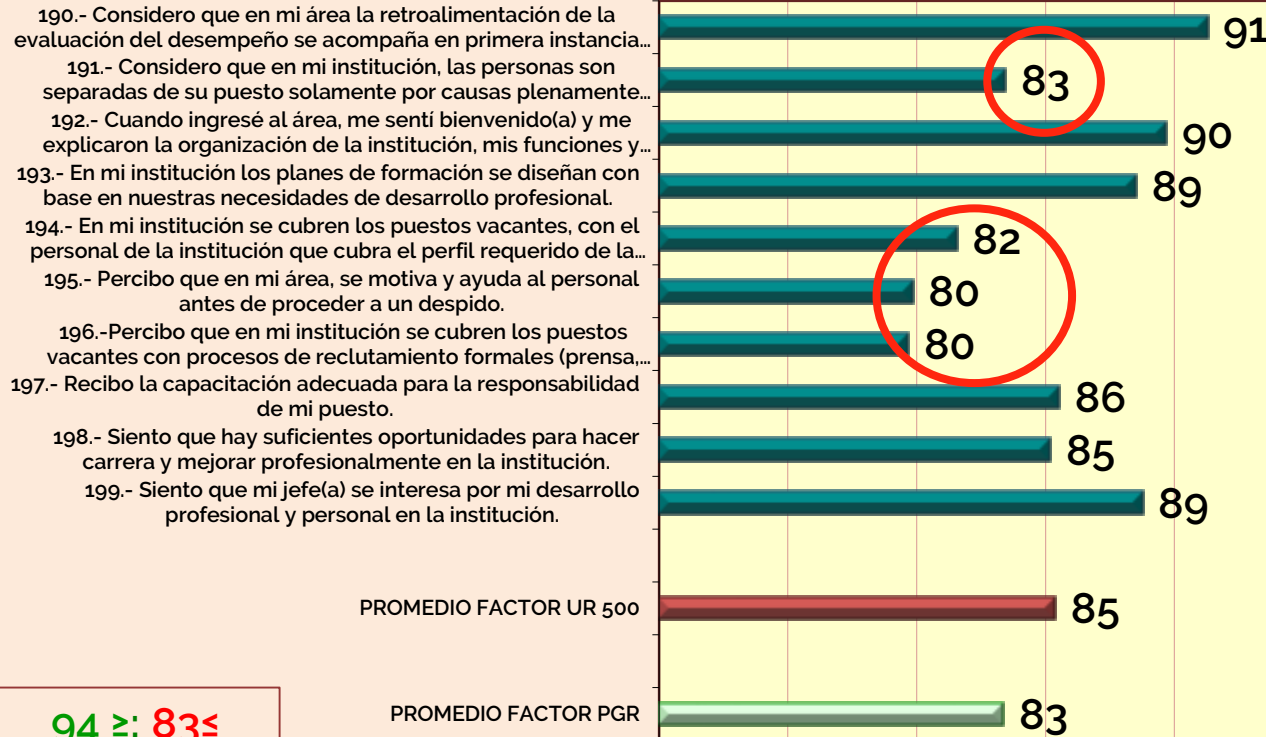 190.- Considero que en mi área la retroalimentación de la
evaluación del desempeño se acompaña en primera instancia...
91
191.- Considero que en mi institución, las personas son
separadas de su puesto solamente por causas plenamente...
83
192.- Cuando ingresé al área, me sentí bienvenido(a) y me
explicaron la organización de la institución, mis funciones y...
90
193.- En mi institución los planes de formación se diseñan con
base en nuestras necesidades de desarrollo profesional.
89
194.- En mi institución se cubren los puestos vacantes, con el
personal de la institución que cubra el perfil requerido de la...
82
195.- Percibo que en mi área, se motiva y ayuda al personal
antes de proceder a un despido.
80
196.-Percibo que en mi institución se cubren los puestos
vacantes con procesos de reclutamiento formales (prensa,...
80
197.- Recibo la capacitación adecuada para la responsabilidad
de mi puesto.
86
198.- Siento que hay suficientes oportunidades para hacer
carrera y mejorar profesionalmente en la institución.
85
199.- Siento que mi jefe(a) se interesa por mi desarrollo
profesional y personal en la institución.
89
PROMEDIO FACTOR UR 500
85
PROMEDIO FACTOR PGR
83
94 ≥; 83≤